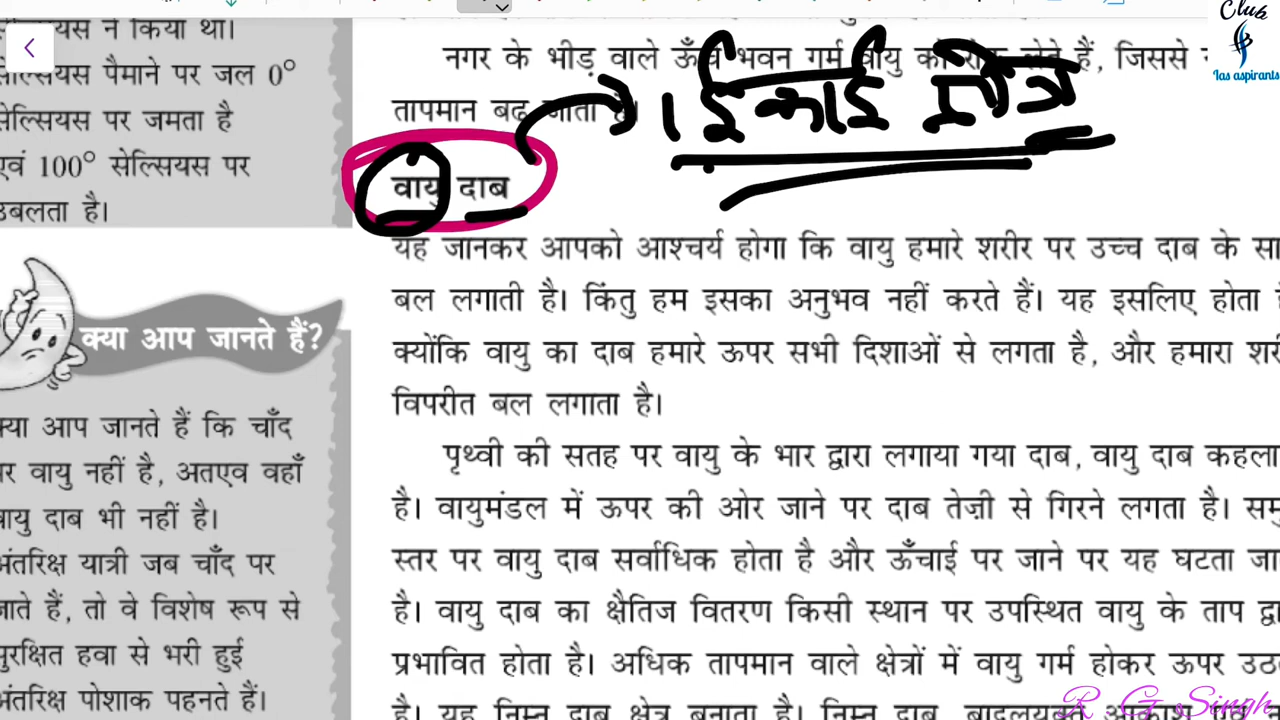 सेल्सियस ने किया था।
सेल्सियस पैमाने पर जल 0°
सेल्सियस पर जमता है
एवं 100° सेल्सियस पर
उबलता है।
क्या आप जानते हैं?
क्या आप जानते हैं कि चाँद
पर वायु नहीं है, अतएव वहाँ
वायु दाब भी नहीं है।
अंतरिक्ष यात्री जब चाँद पर
जाते हैं, तो वे विशेष रूप से
सुरक्षित हवा से भरी हुई
अंतरिक्ष पोशाक पहनते हैं।
नगर के भीड़ वाले ऊँचे भवन गर्म वायु को रोक लेते हैं, जिससे
तापमान बढ़ जाता है।
1 ईकाई क्षेत्र
वायु दाब
यह जानकर आपको आश्चर्य होगा कि वायु हमारे शरीर पर उच्च दाब के सा
बल लगाती है। किंतु हम इसका अनुभव नहीं करते हैं। यह इसलिए होता है
क्योंकि वायु का दाब हमारे ऊपर सभी दिशाओं से लगता है, और हमारा शरी
विपरीत बल लगाता है।
पृथ्वी की सतह पर वायु के भार द्वारा लगाया गया दाब, वायु दाब कहला
है। वायुमंडल में ऊपर की ओर जाने पर दाब तेज़ी से गिरने लगता है। समु
स्तर पर वायु दाब सर्वाधिक होता है और ऊँचाई पर जाने पर यह घटता जा
है। वायु दाब का क्षैतिज वितरण किसी स्थान पर उपस्थित वायु के ताप द्वा
प्रभावित होता है। अधिक तापमान वाले क्षेत्रों में वायु गर्म होकर ऊपर उठ
है। यह निम्न दाब क्षेत्र बनाता है। निम्न दाब, बादलयुक्त
Club
Ias aspirants
R G Singh